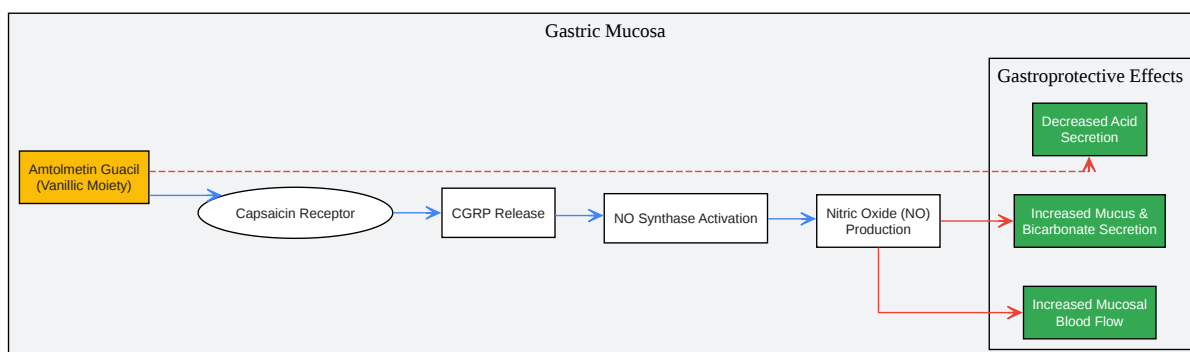 Gastric Mucosa
Gastroprotective Effects
Decreased Acid
Secretion
Amtolmetin Guacil
(Vanillic Moiety)
Capsaicin Receptor
CGRP Release
NO Synthase Activation
Nitric Oxide (NO)
Production
Increased Mucus &
Bicarbonate Secretion
Increased Mucosal
Blood Flow